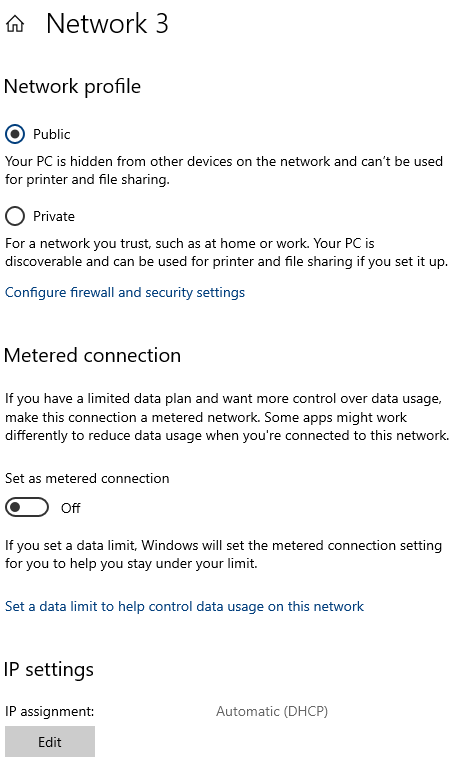 Network 3
Network profile
Public
Your PC is hidden from other devices on the network and can't be used
for printer and file sharing.
Private
For a network you trust, such as at home or work. Your PC is
discoverable and can be used for printer and file sharing if you set it up.
Configure firewall and security settings
Metered connection
If you have a limited data plan and want more control over data usage,
make this connection a metered network. Some apps might work
differently to reduce data usage when you're connected to this network.
Set as metered connection
Off
If you set a data limit, Windows will set the metered connection setting
for you to help you stay under your limit.
Set a data limit to help control data usage on this network
IP settings
IP assignment: Automatic (DHCP)
Edit